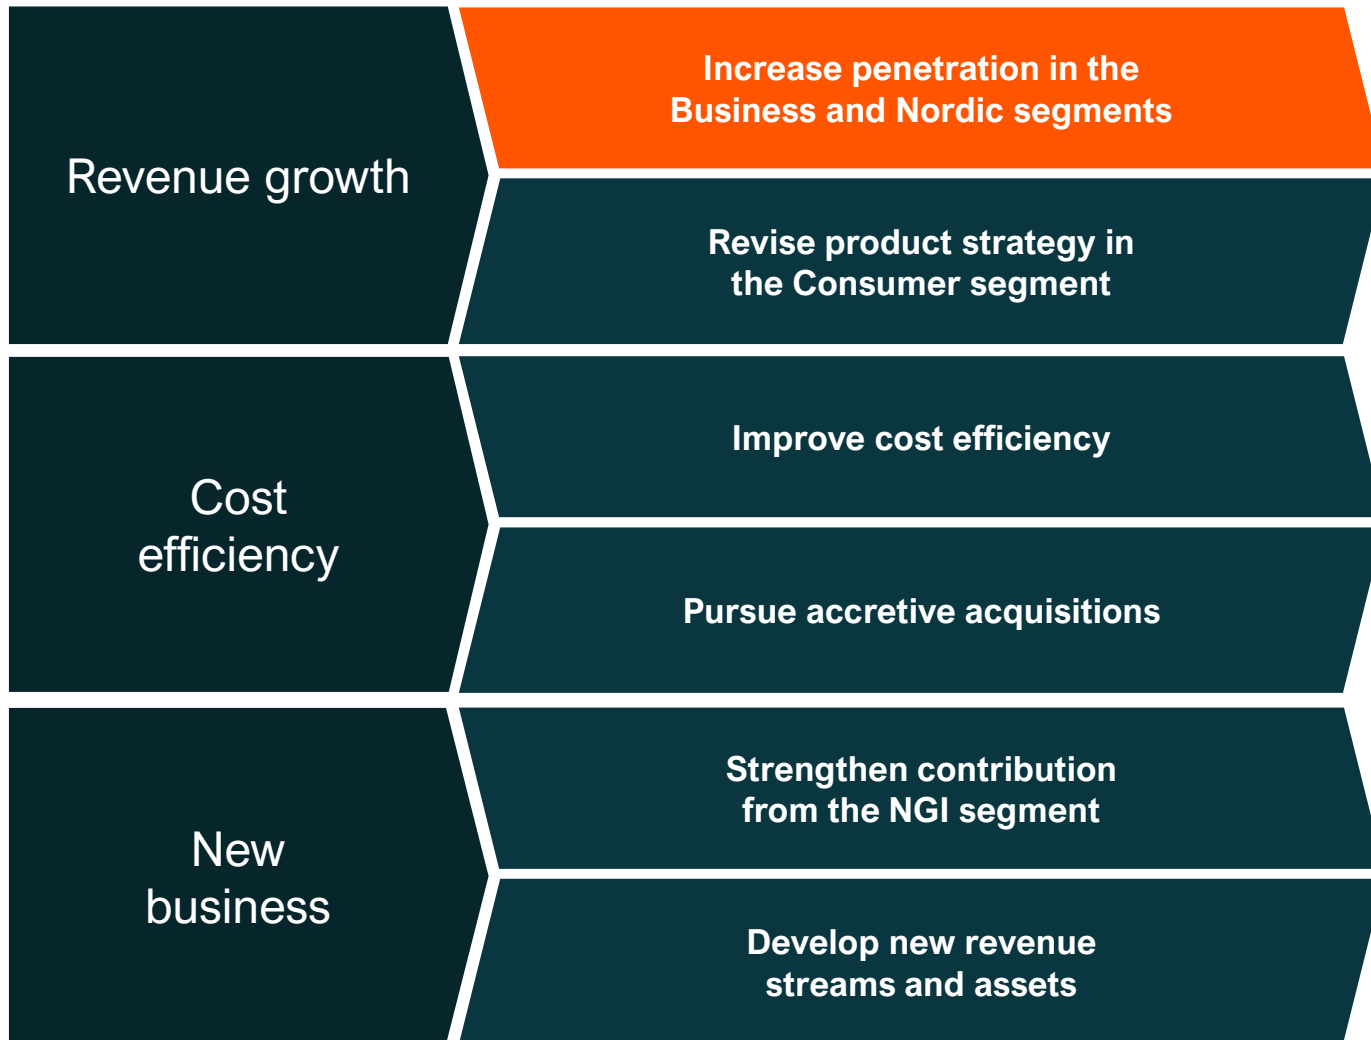 Revenue growth
Increase penetration in the
Business and Nordic segments
Revise product strategy in
the Consumer segment
Cost
efficiency
Improve cost efficiency
Pursue accretive acquisitions
New
business
Strengthen contribution
from the NGI segment
Develop new revenue
streams and assets